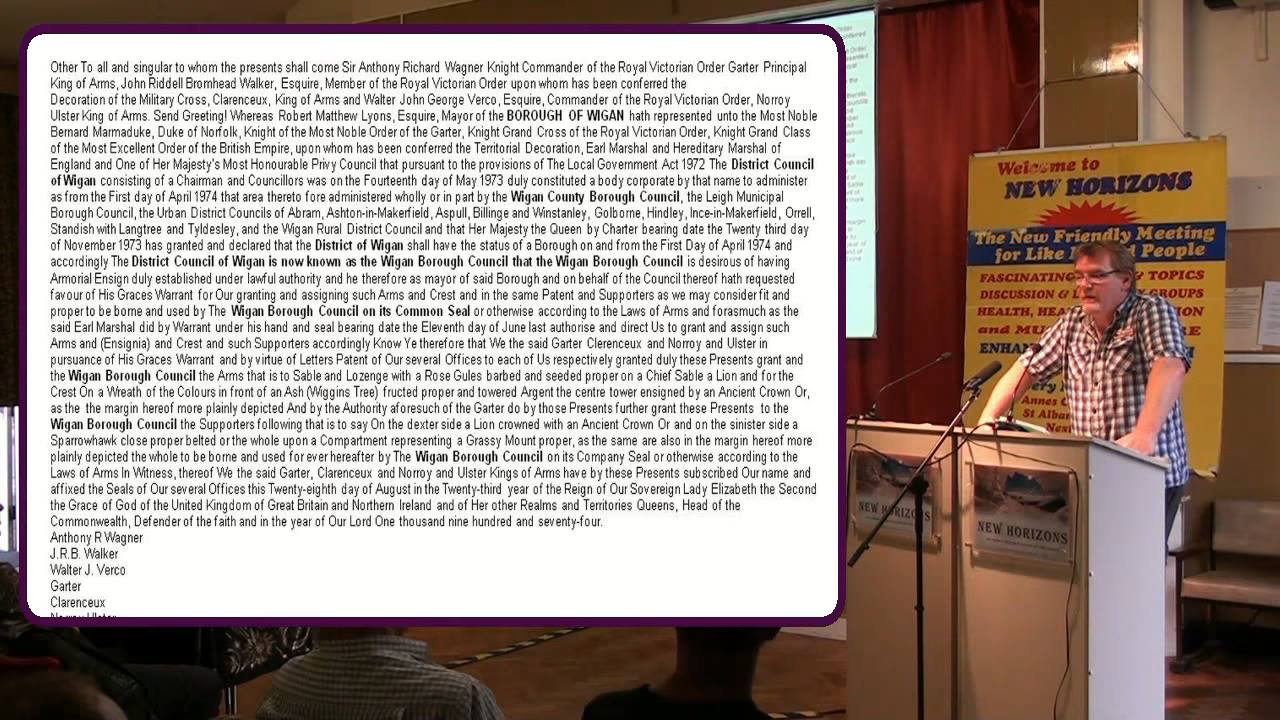 Other To all and singular to whom the presents shall come Sir Anthony Richard Wagner Knight Commander of the Royal Victorian Order Garter Principal
King of Arms, John Riddell Bromhead Walker, Esquire, Member of the Royal Victorian Order upon whom has been conferred the
Decoration of the Military Cross, Clarenceux, King of Arms and Walter John George Verco, Esquire, Commander of the Royal Victorian Order, Norroy
Ulster King of Arms. Send Greeting! Whereas Robert Matthew Lyons, Esquire, Mayor of the BOROUGH OF WIGAN hath represented unto the Most Noble
Bernard Marmaduke, Duke of Norfolk, Knight of the Most Noble Order of the Garter, Knight Grand Cross of the Royal Victorian Order, Knight Grand Class
of the Most Excellent Order of the British Empire, upon whom has been conferred the Territorial Decoration, Earl Marshal and Hereditary Marshal of
England and One of Her Majesty's Most Honourable Privy Council that pursuant to the provisions of The Local Government Act 1972 The District Council
of Wigan consisting of a Chairman and Councillors was on the Fourteenth day of May 1973 duly constituted a body corporate by that name to administer
as from the First day of April 1974 that area thereto fore administered wholly or in part by the Wigan County Borough Council, the Leigh Municipal
Borough Council, the Urban District Councils of Abram, Ashton-in-Makerfield, Aspull, Billinge and Winstanley, Golborne, Hindley, Ince-in-Makerfield, Orrell,
Standish with Langtree and Tyldesley, and the Wigan Rural District Council and that Her Majesty the Queen by Charter bearing date the Twenty third day
of November 1973 has granted and declared that the District of Wigan shall have the status of a Borough on and from the First Day of April 1974 and
accordingly The District Council of Wigan is now known as the Wigan Borough Council that the Wigan Borough Council is desirous of having
Armorial Ensign duly established under lawful authority and he therefore as mayor of said Borough and on behalf of the Council thereof hath requested
favour of His Graces Warrant for Our granting and assigning such Arms and Crest and in the same Patent and Supporters as we may consider fit and
proper to be borne and used by The Wigan Borough Council on its Common Seal or otherwise according to the Laws of Arms and forasmuch as the
said Earl Marshal did by Warrant under his hand and seal bearing date the Eleventh day of June last authorise and direct Us to grant and assign such
Arms and (Ensignia) and Crest and such Supports accordingly Know Ye therefore that We the said Garter Clerenceux and Norroy and Ulster in
pursuance of His Graces Warrant and by virtue of Letters Patent of Our several Offices to each of Us respectively granted duly these Presents grant and
the Wigan Borough Council the Arms that is to Sable and Lozenge with a Rose Gules barbed and seeded proper on a Chief Sable a Lion and for the
Crest On a Wreath of the Colours in front of an Ash (Wiggins Tree) fructed proper and towered Argent the centre tower ensigned by an Ancient Crown Or,
as the the margin hereof more plainly depicted And by the Authority aforesuch of the Garter do by those Presents further grant these Presents to the
Wigan Borough Council the Supporters following that is to say On the dexter side a Lion crowned with an Ancient Crown Or and on the sinister side a
Sparrowhawk close proper belted or the whole upon a Compartment representing a Grassy Mount proper, as the same are also in the margin hereof more
plainly depicted the whole to be borne and used for ever hereafter by The Wigan Borough Council on its Company Seal or otherwise according to the
Laws of Arms In Witness, thereof We the said Garter, Clarenceux and Norroy and Ulster Kings of Arms have by these Presents subscribed Our name and
affixed the Seals of Our several Offices this Twenty-eighth day of August in the Twenty-third year of the Reign of Our Sovereign Lady Elizabeth the Second
the Grace of God of the United Kingdom of Great Britain and Northern Ireland and of Her other Realms and Territories Queens, Head of the
Commonwealth, Defender of the faith and in the year of Our Lord One thousand nine hundred and seventy-four.
Anthony R Wagner
J.R.B. Walker
Walter J. Verco
Garter
Clarenceux
Welcome to
NEW HORIZONS
The New Friendly Meeting
for Like People
FASCINATING & TOPICS
DISCUSSION & GROUPS
HEALTH,
and
NEW HORIZONS
NEW HORIZONS